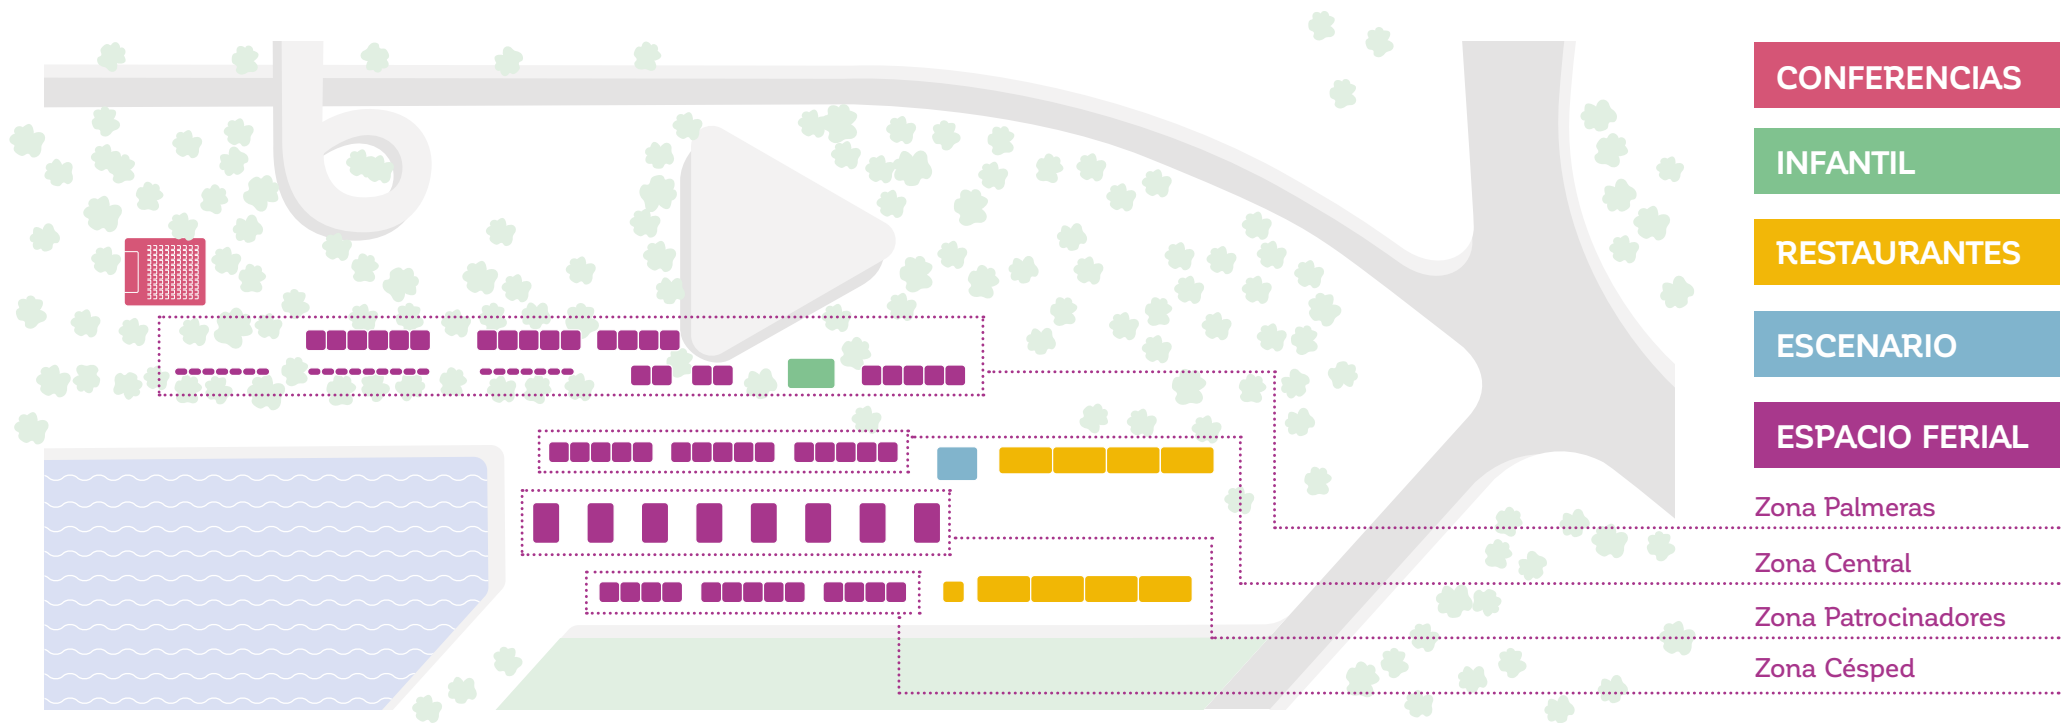 CONFERENCIAS
INFANTIL
RESTAURANTES
ESCENARIO
ESPACIO FERIAL
Zona Palmeras
Zona Central
Zona Patrocinadores
Zona Césped